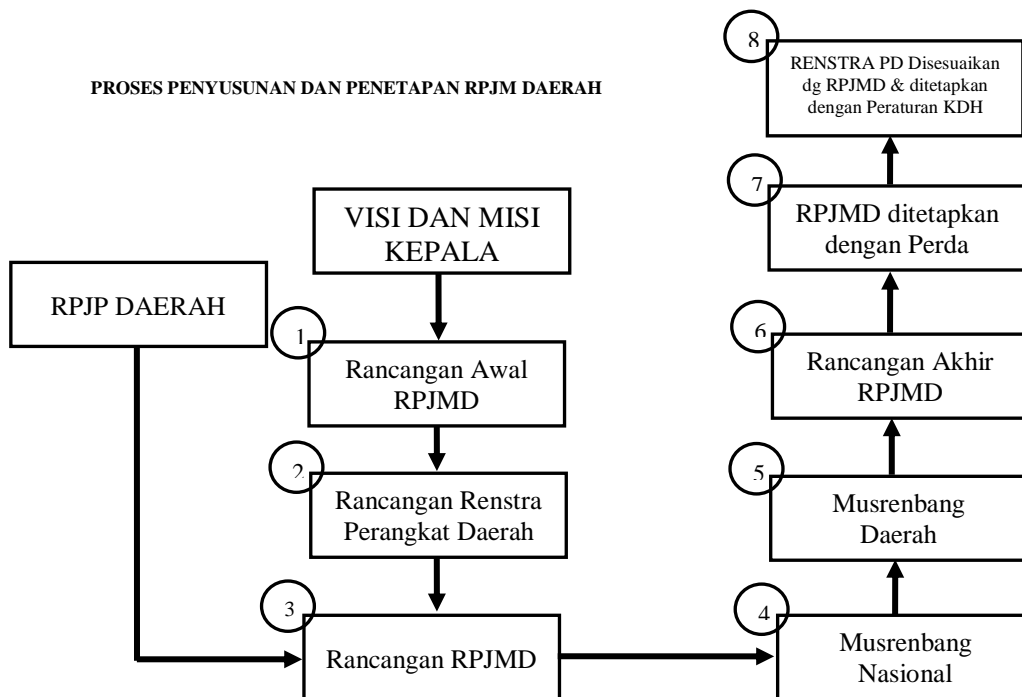 PROSES PENYUSUNAN DAN PENETAPAN RPJM DAERAH
VISI DAN MISI
KEPALA
RPJP DAERAH
1
Rancangan Awal
RPJMD
2
Rancangan Renstra
Perangkat Daerah
3
Rancangan RPJMD
4
Musrenbang
Nasional
5
Musrenbang
Daerah
6
Rancangan Akhir
RPJMD
7
RPJMD ditetapkan
dengan Perda
8
RENSTRA PD Disesuaikan
dg RPJMD & ditetapkan
dengan Peraturan KDH